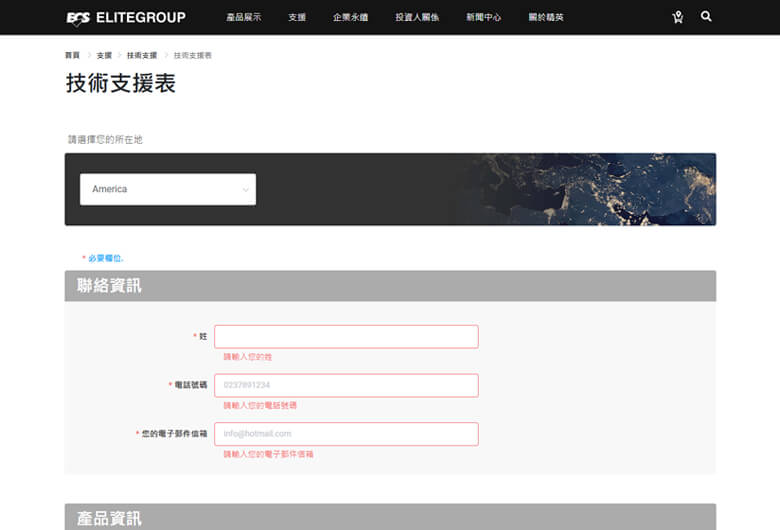 ECS ELITEGROUP 產品展示 支援 企業永續 投資人關係 新聞中心 關於精英
首頁 > 支援 > 技術支援 > 技術支援表
技術支援表
請選擇您的所在地
America
* 必要欄位.
聯絡資訊
* 姓
請輸入您的姓
* 電話號碼 0237891234
請輸入您的電話號碼
* 您的電子郵件信箱 info@hotmail.com
請輸入您的電子郵件信箱
產品資訊